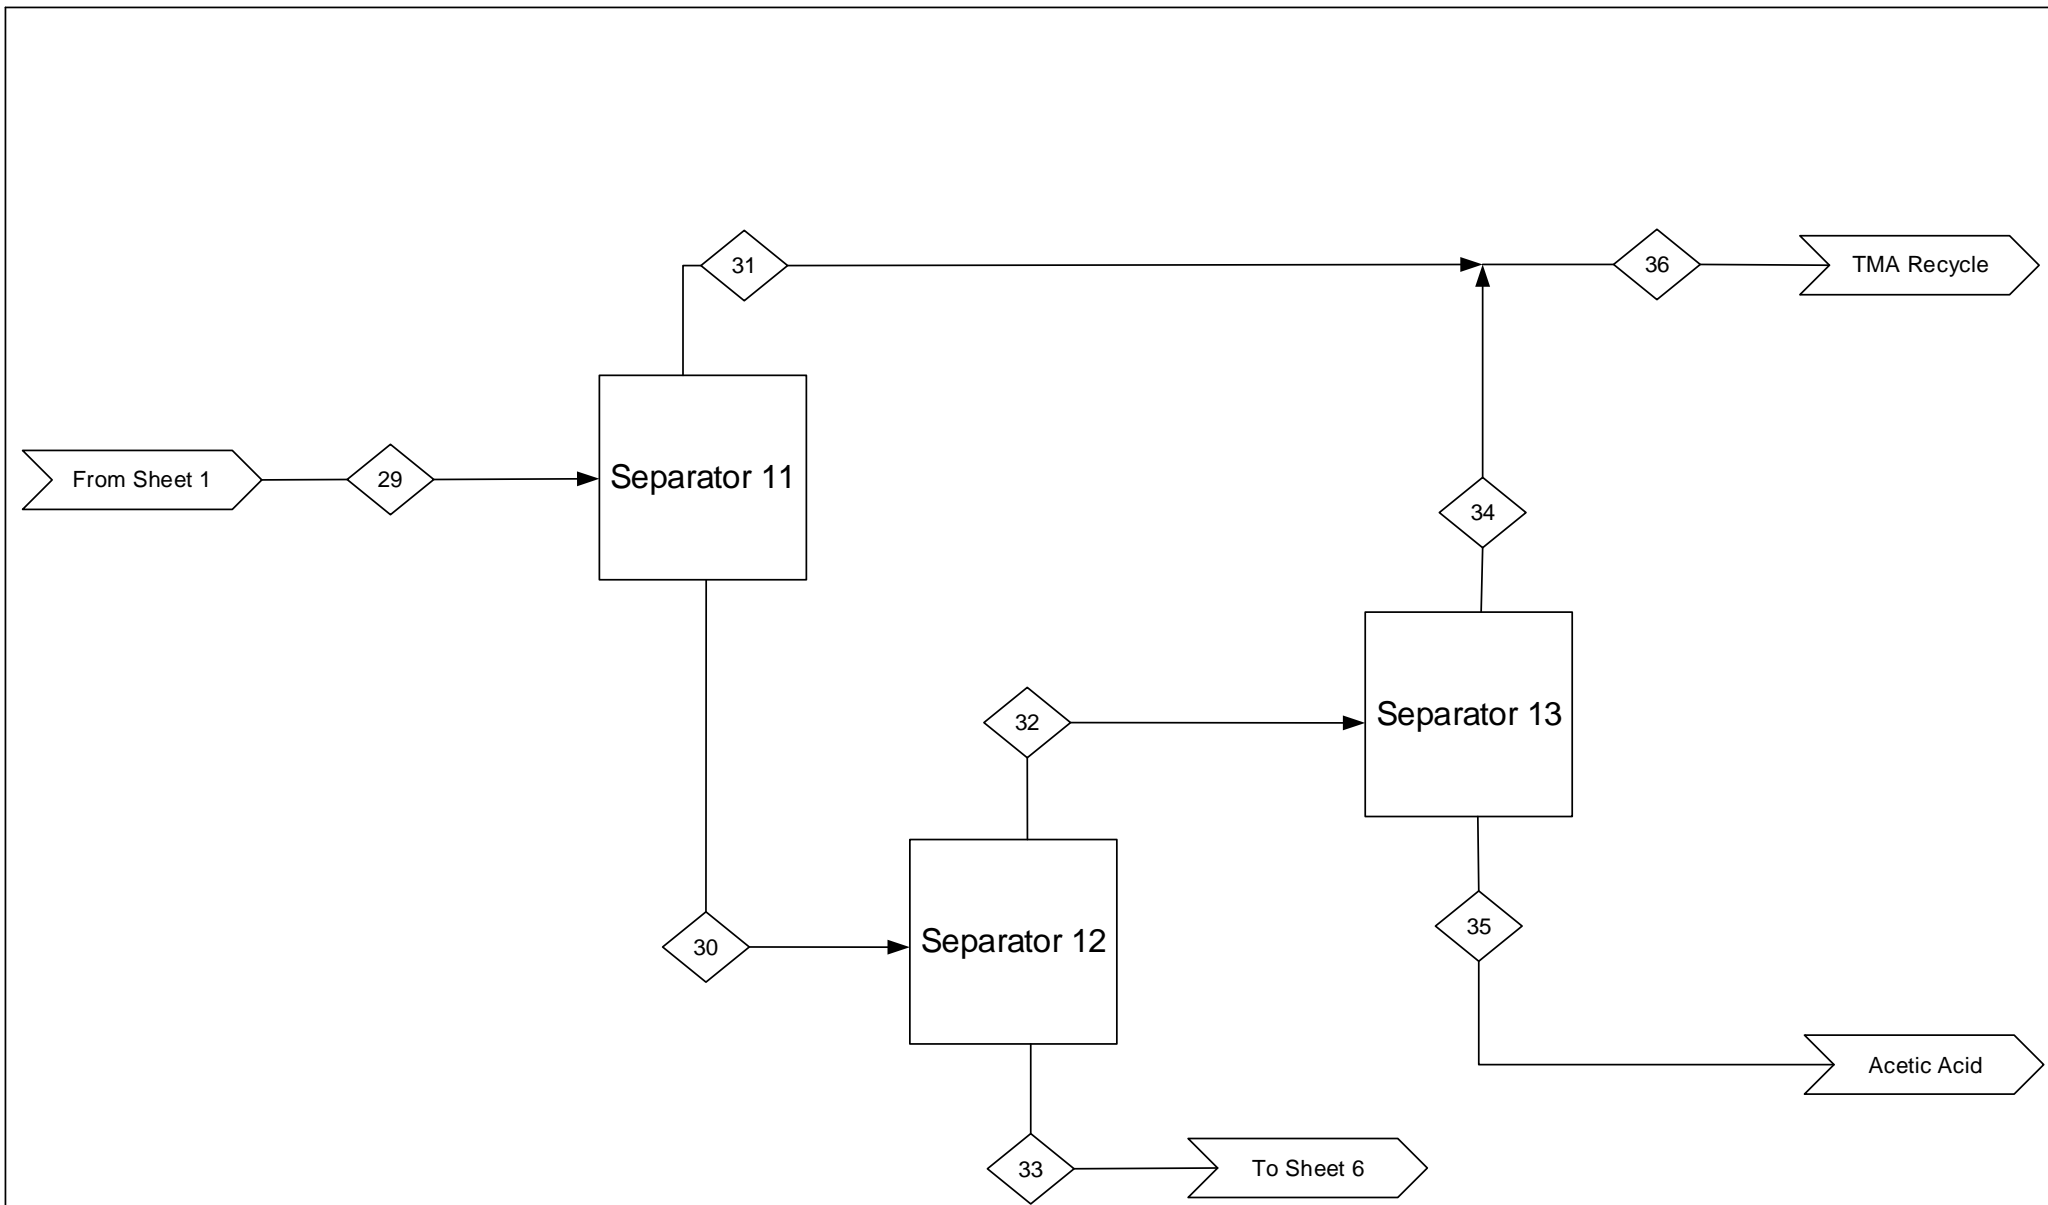 31
36
TMA Recycle
From Sheet 1
29
Separator 11
34
32
Separator 13
30
Separator 12
35
Acetic Acid
33
To Sheet 6